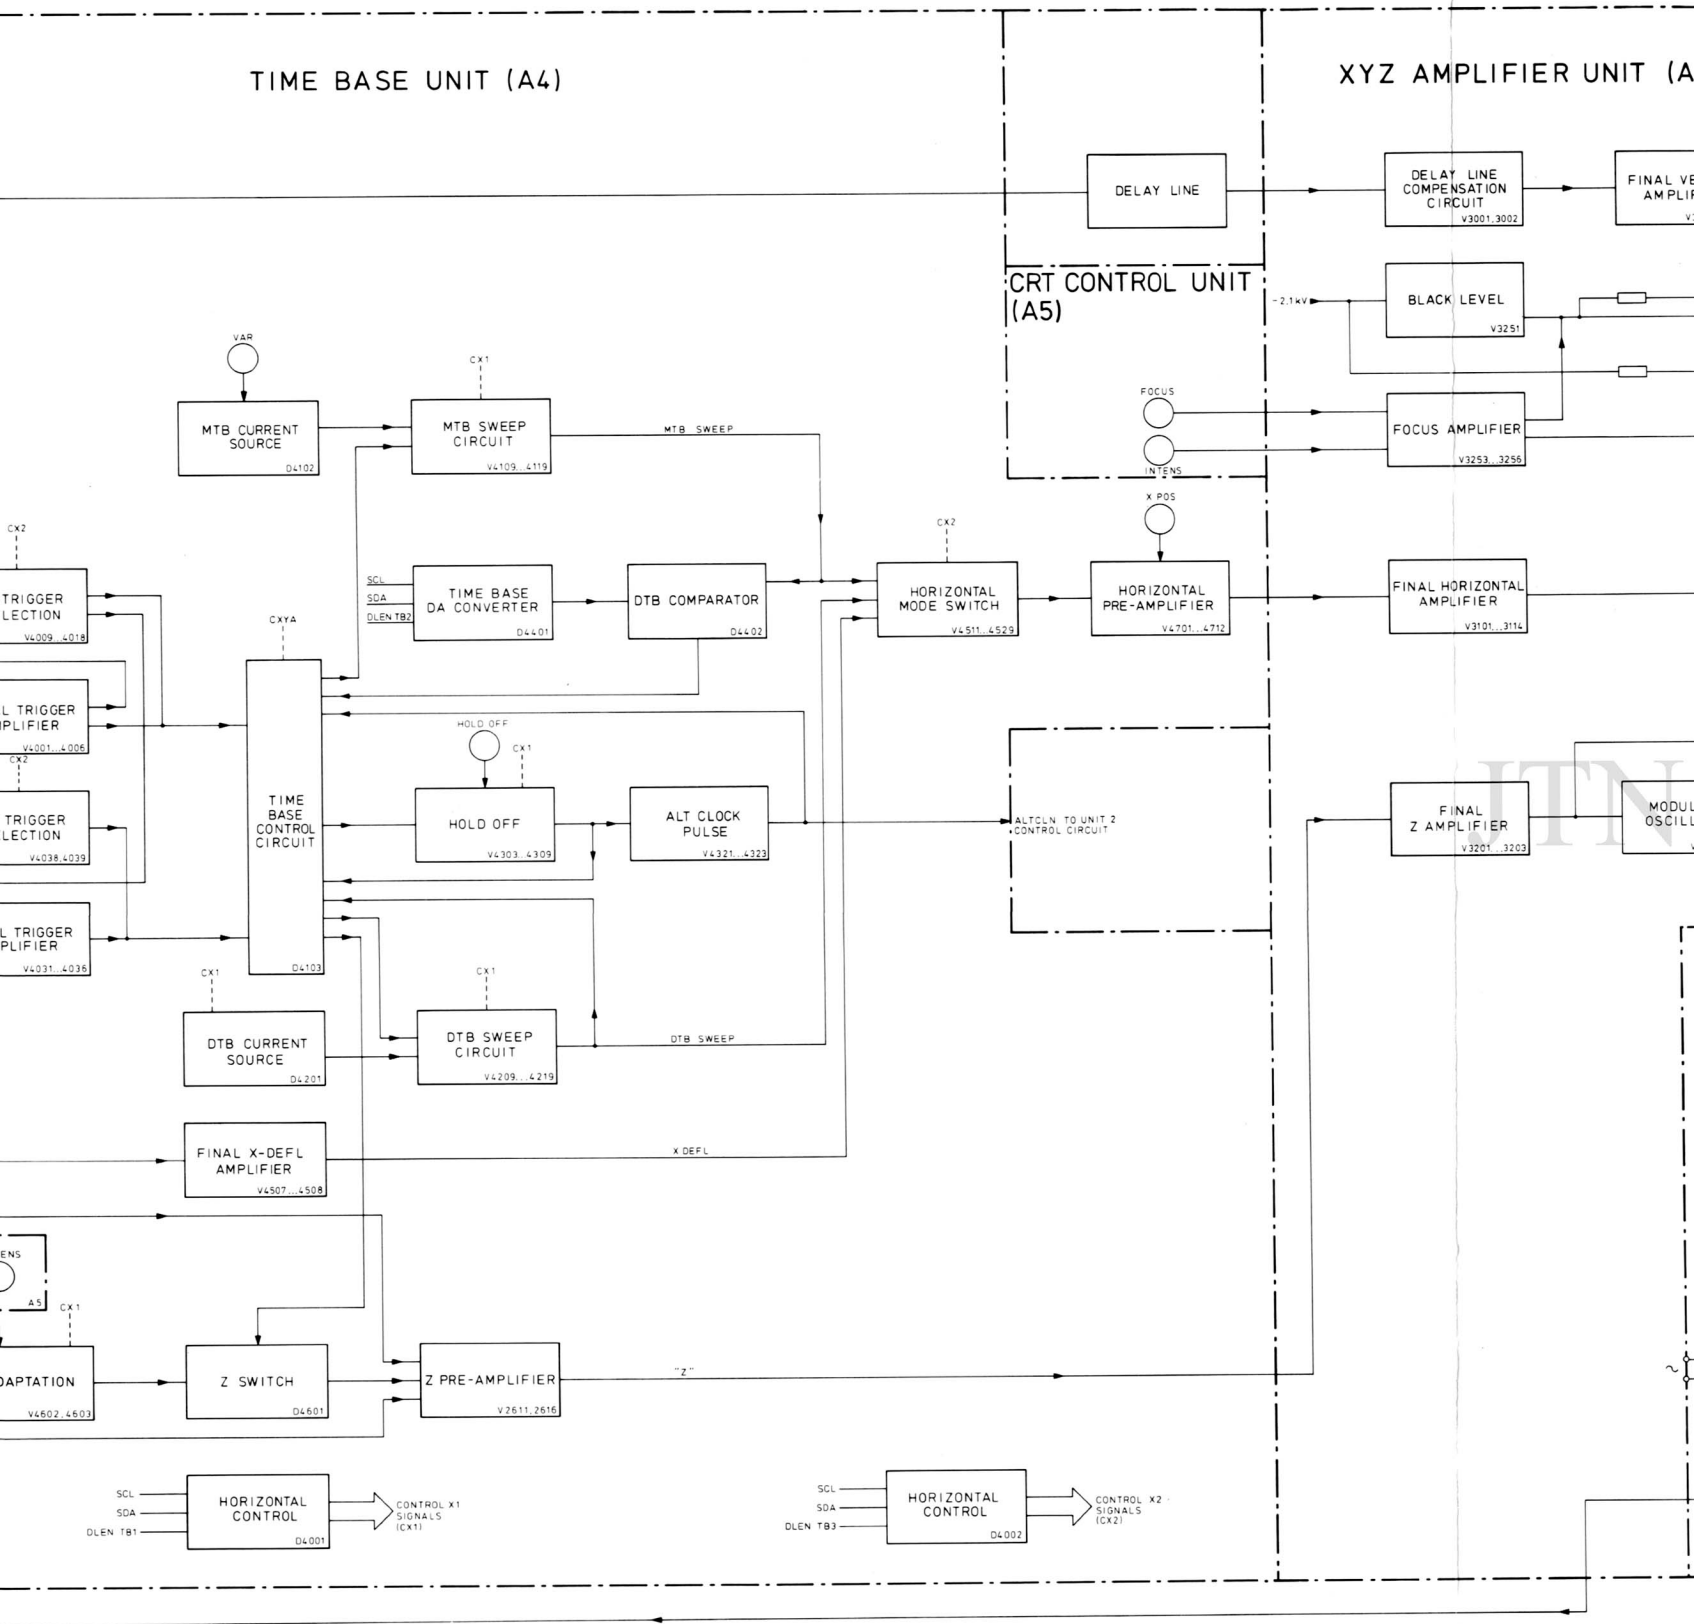 TIME BASE UNIT (A4)
XYZ AMPLIFIER UNIT (A
DELAY LINE
DELAY LINE
COMPENSATION
CIRCUIT
V3001,3002
FINAL VE
AMPLIF
CRT CONTROL UNIT
(A5)
-2.1kV
BLACK LEVEL
V3251
VAR
CX1
FOCUS
MTB CURRENT
SOURCE
D4102
MTB SWEEP
CIRCUIT
V4109...4119
MTB SWEEP
FOCUS AMPLIFIER
V3253...3256
INTENS
X POS
CX2
CX2
TRIGGER
LECTION
V4009...4018
SCL
SDA
DLEN TB2
TIME BASE
DA CONVERTER
D4401
DTB COMPARATOR
D4402
HORIZONTAL
MODE SWITCH
V4511...4529
HORIZONTAL
PRE-AMPLIFIER
V4701...4712
FINAL HORIZONTAL
AMPLIFIER
V3101...3114
CXYA
L TRIGGER
PLIFIER
V4001...4006
HOLD OFF
CX1
CX2
TRIGGER
LECTION
V4038,4039
TIME
BASE
CONTROL
CIRCUIT
D4103
HOLD OFF
V4303...4309
ALT CLOCK
PULSE
V4321...4323
ALTCLN TO UNIT 2
CONTROL CIRCUIT
FINAL
Z AMPLIFIER
V3201...3203
MODUL
OSCILL
JTN
L TRIGGER
PLIFIER
V4031...4036
CX1
CX1
DTB CURRENT
SOURCE
D4201
DTB SWEEP
CIRCUIT
V4209...4219
DTB SWEEP
FINAL X-DEFL
AMPLIFIER
V4507...4508
X DEFL
ENS
A5
CX1
DAPTATION
V4602,4603
Z SWITCH
D4601
Z PRE-AMPLIFIER
V2611,2616
"Z"
~
SCL
SDA
DLEN TB1
HORIZONTAL
CONTROL
D4001
CONTROL X1
SIGNALS
(CX1)
SCL
SDA
DLEN TB3
HORIZONTAL
CONTROL
D4002
CONTROL X2
SIGNALS
(CX2)